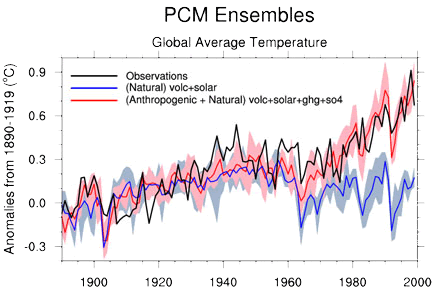 PCM Ensembles
Global Average Temperature
Anomalies from 1890-1919 (°C)
0.9
0.6
0.3
0.0
-0.3
Observations
(Natural) volc+solar
(Anthropogenic + Natural) volc+solar+ghg+so4
1900
1920
1940
1960
1980
2000